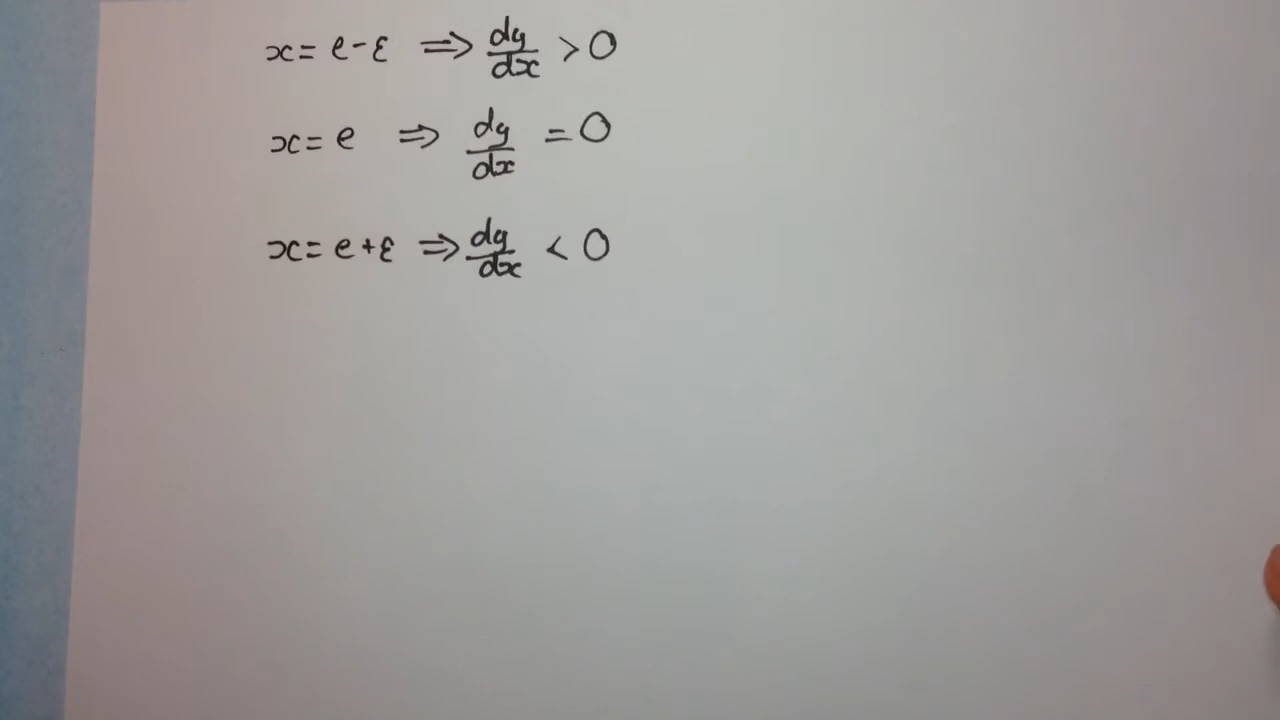 x = e - ε ⇒ dy/dx > 0
x = e ⇒ dy/dx = 0
x = e + ε ⇒ dy/dx < 0